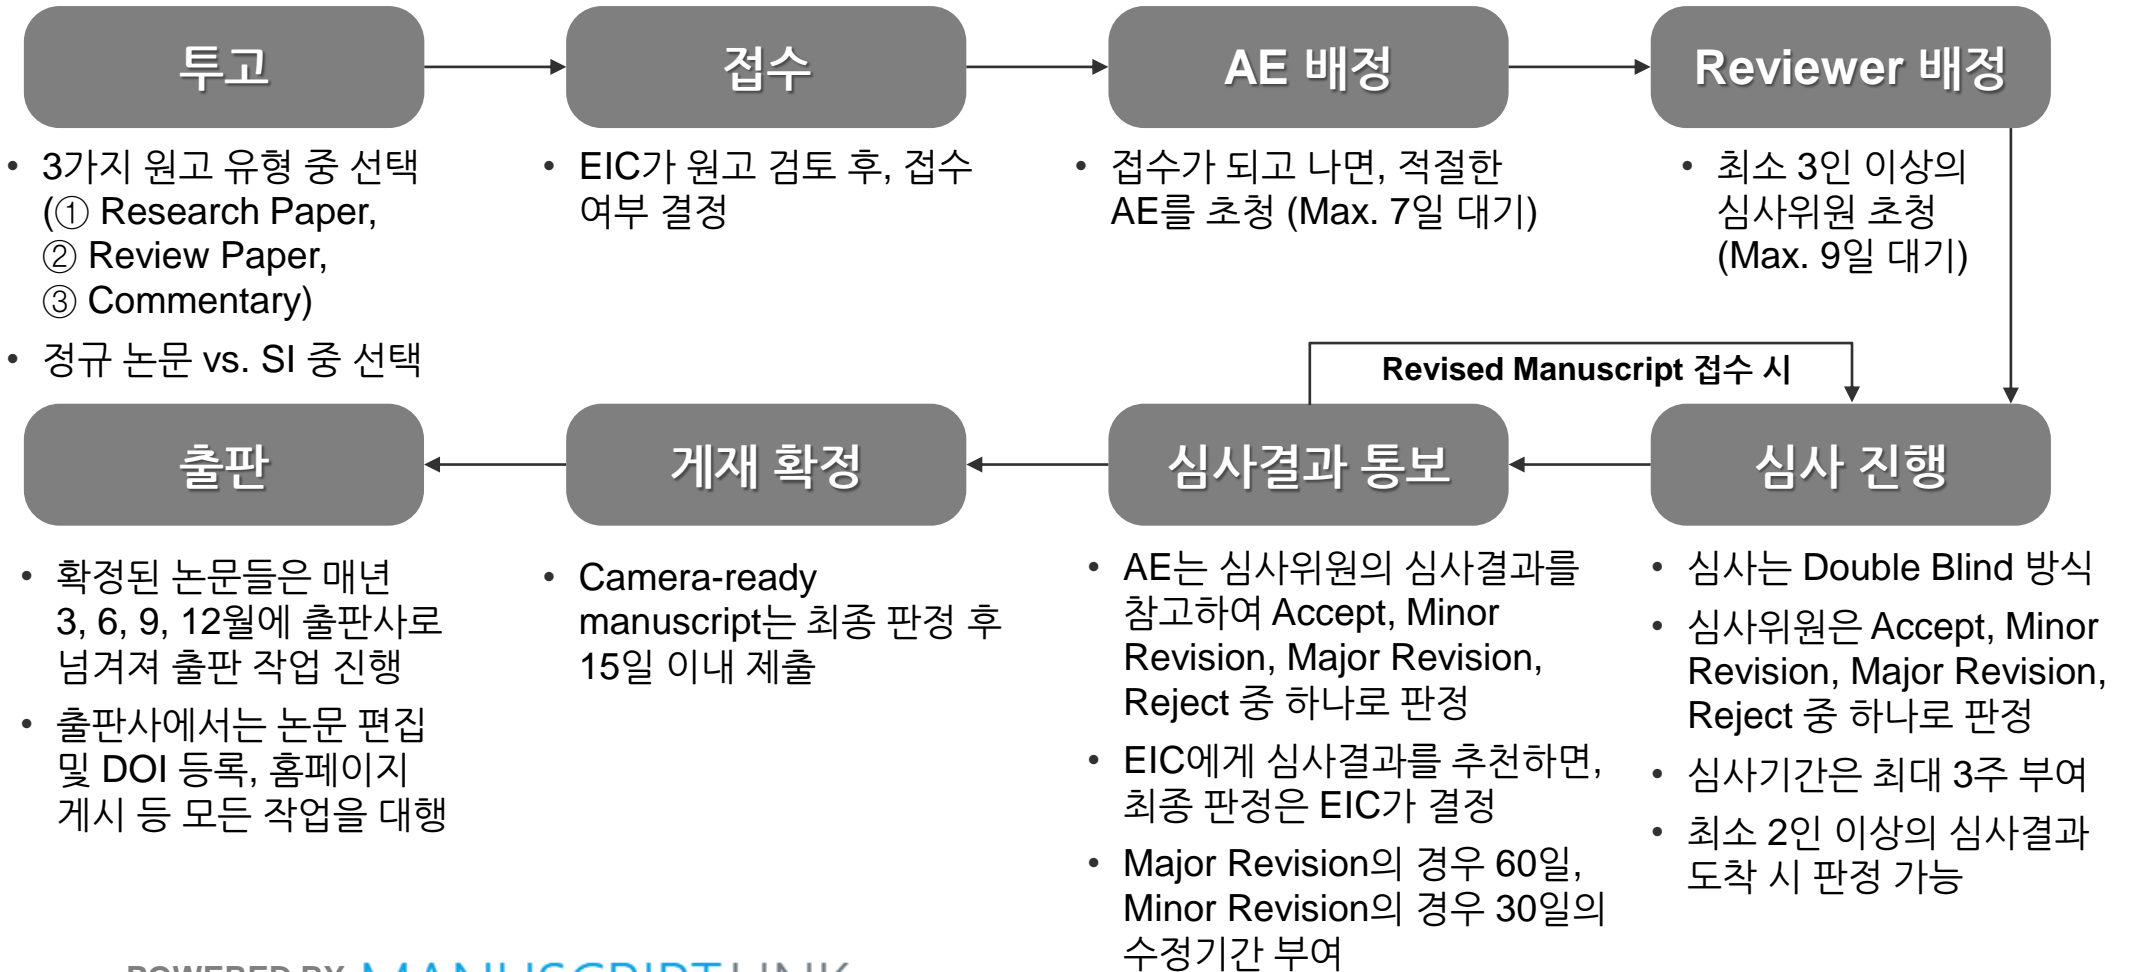 투고
접수
AE 배정
Reviewer 배정
• 3가지 원고 유형 중 선택
(① Research Paper,
② Review Paper,
③ Commentary)
• 정규 논문 vs. SI 중 선택
• EIC가 원고 검토 후, 접수
여부 결정
• 접수가 되고 나면, 적절한
AE를 초청 (Max. 7일 대기)
• 최소 3인 이상의
심사위원 초청
(Max. 9일 대기)
Revised Manuscript 접수 시
출판
게재 확정
심사결과 통보
심사 진행
• 확정된 논문들은 매년
3, 6, 9, 12월에 출판사로
넘겨져 출판 작업 진행
• 출판사에서는 논문 편집
및 DOI 등록, 홈페이지
게시 등 모든 작업을 대행
• Camera-ready
manuscript는 최종 판정 후
15일 이내 제출
• AE는 심사위원의 심사결과를
참고하여 Accept, Minor
Revision, Major Revision,
Reject 중 하나로 판정
• EIC에게 심사결과를 추천하면,
최종 판정은 EIC가 결정
• Major Revision의 경우 60일,
Minor Revision의 경우 30일의
수정기간 부여
• 심사는 Double Blind 방식
• 심사위원은 Accept, Minor
Revision, Major Revision,
Reject 중 하나로 판정
• 심사기간은 최대 3주 부여
• 최소 2인 이상의 심사결과
도착 시 판정 가능
POWERED BY MANUSCRIPT LINK